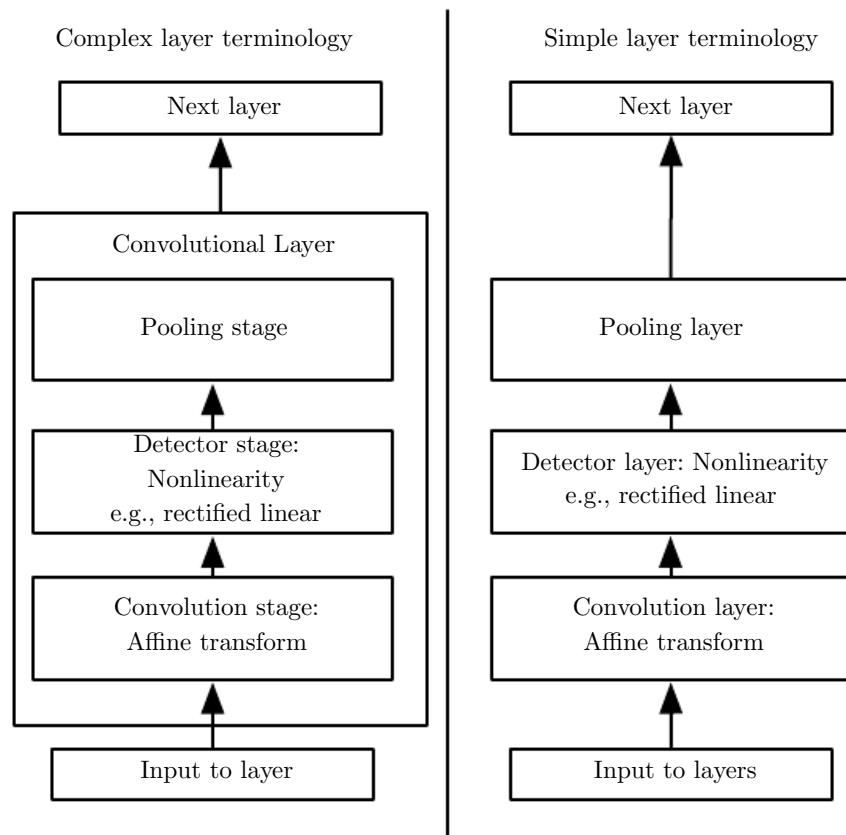 Complex layer terminology
Next layer
Convolutional Layer
Pooling stage
Detector stage:
Nonlinearity
e.g., rectified linear
Convolution stage:
Affine transform
Input to layer
Simple layer terminology
Next layer
Pooling layer
Detector layer: Nonlinearity
e.g., rectified linear
Convolution layer:
Affine transform
Input to layers